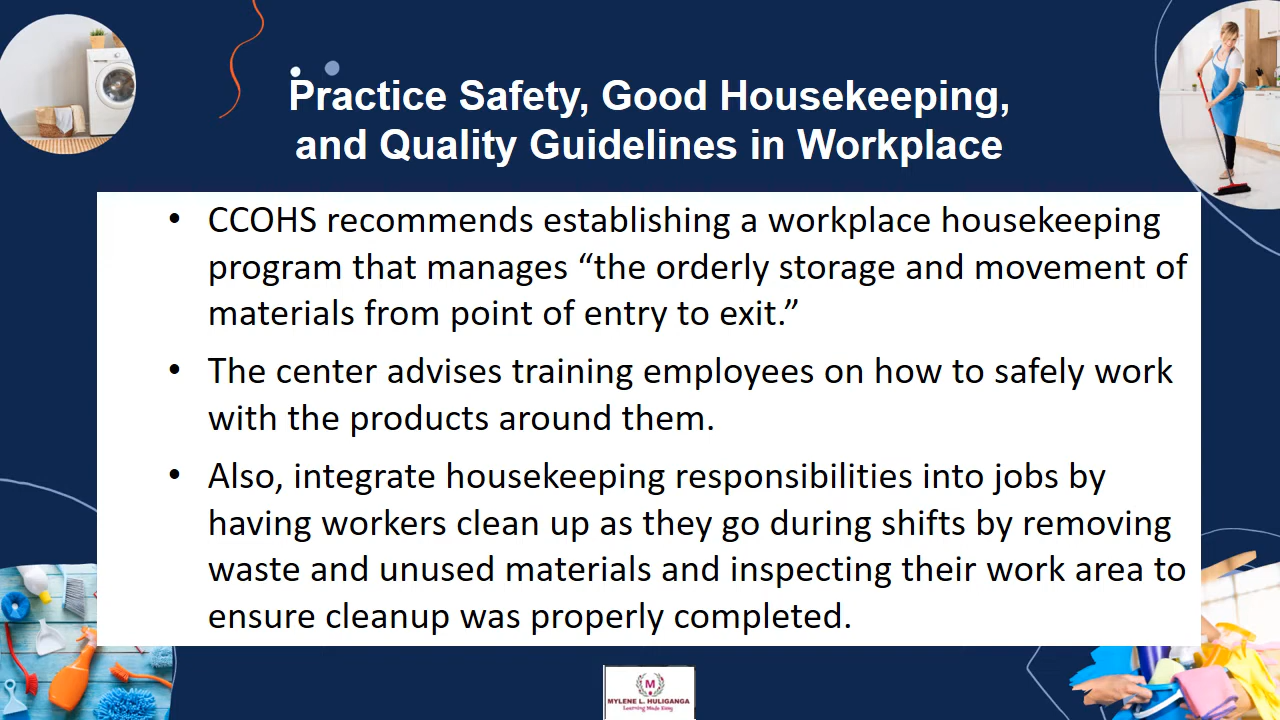 Practice Safety, Good Housekeeping,
and Quality Guidelines in Workplace
• CCOHS recommends establishing a workplace housekeeping
program that manages “the orderly storage and movement of
materials from point of entry to exit.”
• The center advises training employees on how to safely work
with the products around them.
• Also, integrate housekeeping responsibilities into jobs by
having workers clean up as they go during shifts by removing
waste and unused materials and inspecting their work area to
ensure cleanup was properly completed.
M
MYLENE L. HULIGANGA
Learning Made Easy